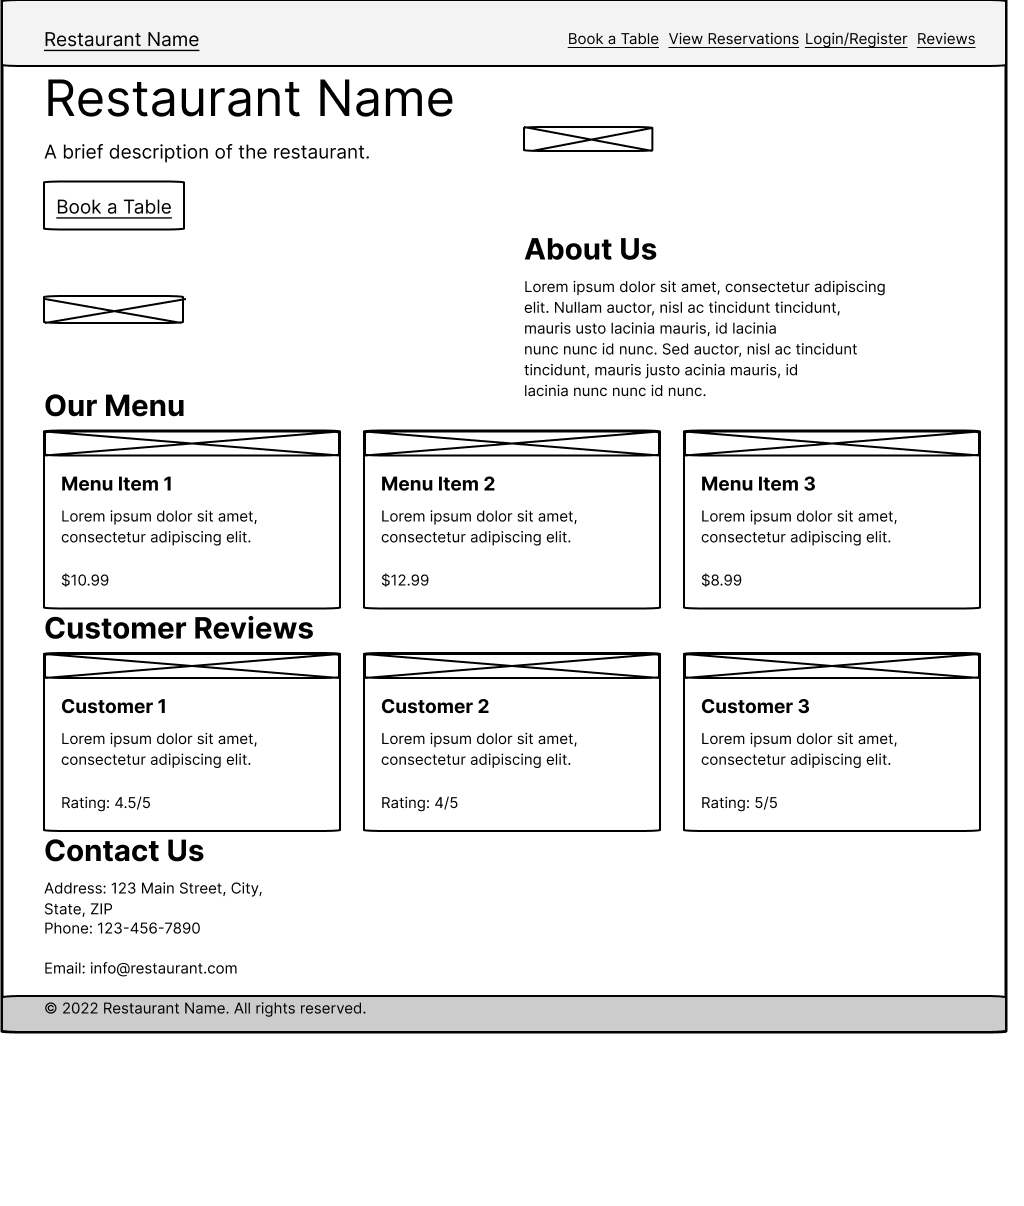 Restaurant Name
Book a Table View Reservations Login/Register Reviews
Restaurant Name
A brief description of the restaurant.
Book a Table
About Us
Lorem ipsum dolor sit amet, consectetur adipiscing
elit. Nullam auctor, nisl ac tincidunt tincidunt,
mauris usto lacinia mauris, id lacinia
nunc nunc id nunc. Sed auctor, nisl ac tincidunt
tincidunt, mauris justo acinia mauris, id
lacinia nunc nunc id nunc.
Our Menu
Menu Item 1
Lorem ipsum dolor sit amet,
consectetur adipiscing elit.
$10.99
Menu Item 2
Lorem ipsum dolor sit amet,
consectetur adipiscing elit.
$12.99
Menu Item 3
Lorem ipsum dolor sit amet,
consectetur adipiscing elit.
$8.99
Customer Reviews
Customer 1
Lorem ipsum dolor sit amet,
consectetur adipiscing elit.
Rating: 4.5/5
Customer 2
Lorem ipsum dolor sit amet,
consectetur adipiscing elit.
Rating: 4/5
Customer 3
Lorem ipsum dolor sit amet,
consectetur adipiscing elit.
Rating: 5/5
Contact Us
Address: 123 Main Street, City,
State, ZIP
Phone: 123-456-7890
Email: info@restaurant.com
© 2022 Restaurant Name. All rights reserved.